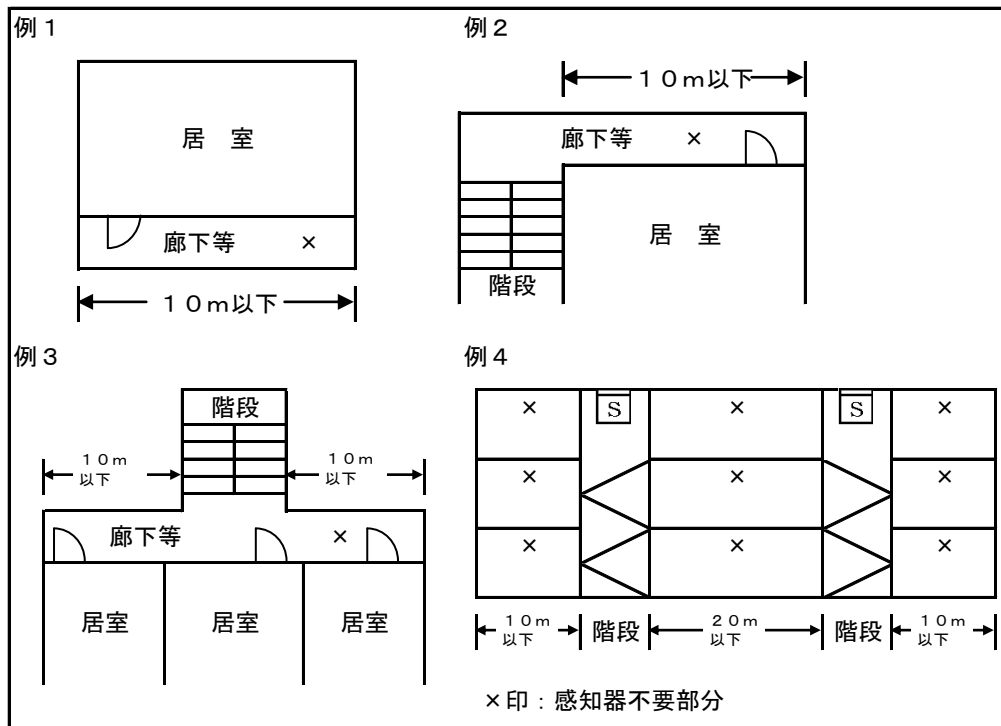 例１
居　室
廊下等　×
１０ｍ以下
例２
１０ｍ以下
廊下等　×
居　室
階段
例３
階段
１０ｍ
以下
１０ｍ
以下
廊下等　×
居室　居室　居室
例４
S　S
×　×　×
×　×　×
×　×　×
１０ｍ
以下
階段
２０ｍ
以下
階段
１０ｍ
以下
×印：感知器不要部分